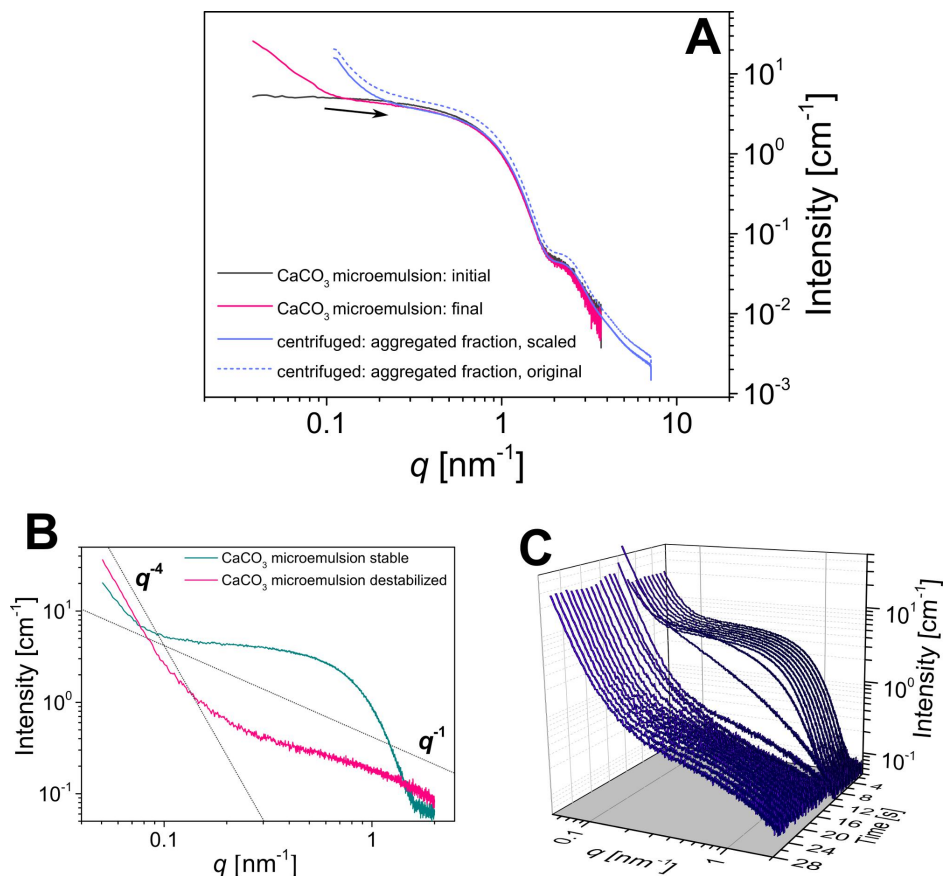 A
10¹
10⁰
10⁻¹
10⁻²
10⁻³
Intensity [cm⁻¹]
CaCO₃ microemulsion: initial
CaCO₃ microemulsion: final
centrifuged: aggregated fraction, scaled
centrifuged: aggregated fraction, original
0.1 1 10
q [nm⁻¹]
B
CaCO₃ microemulsion stable
CaCO₃ microemulsion destabilized
q⁻⁴
q⁻¹
10¹
10⁰
10⁻¹
Intensity [cm⁻¹]
0.1 1
q [nm⁻¹]
C
10¹
10⁰
10⁻¹
Intensity [cm⁻¹]
4
8
12
16
20
24
28
Time [s]
0.1 1
q [nm⁻¹]